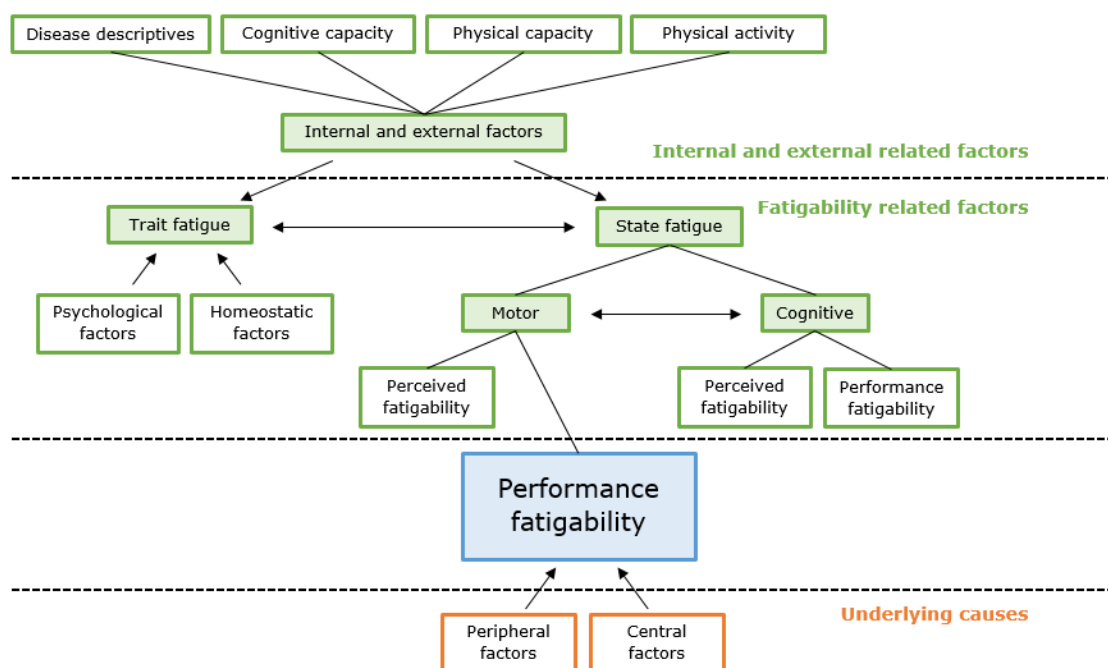 Disease descriptives
Cognitive capacity
Physical capacity
Physical activity
Internal and external factors
Internal and external related factors
Fatigability related factors
Trait fatigue
State fatigue
Psychological
factors
Homeostatic
factors
Motor
Cognitive
Perceived
fatigability
Perceived
fatigability
Performance
fatigability
Performance
fatigability
Underlying causes
Peripheral
factors
Central
factors